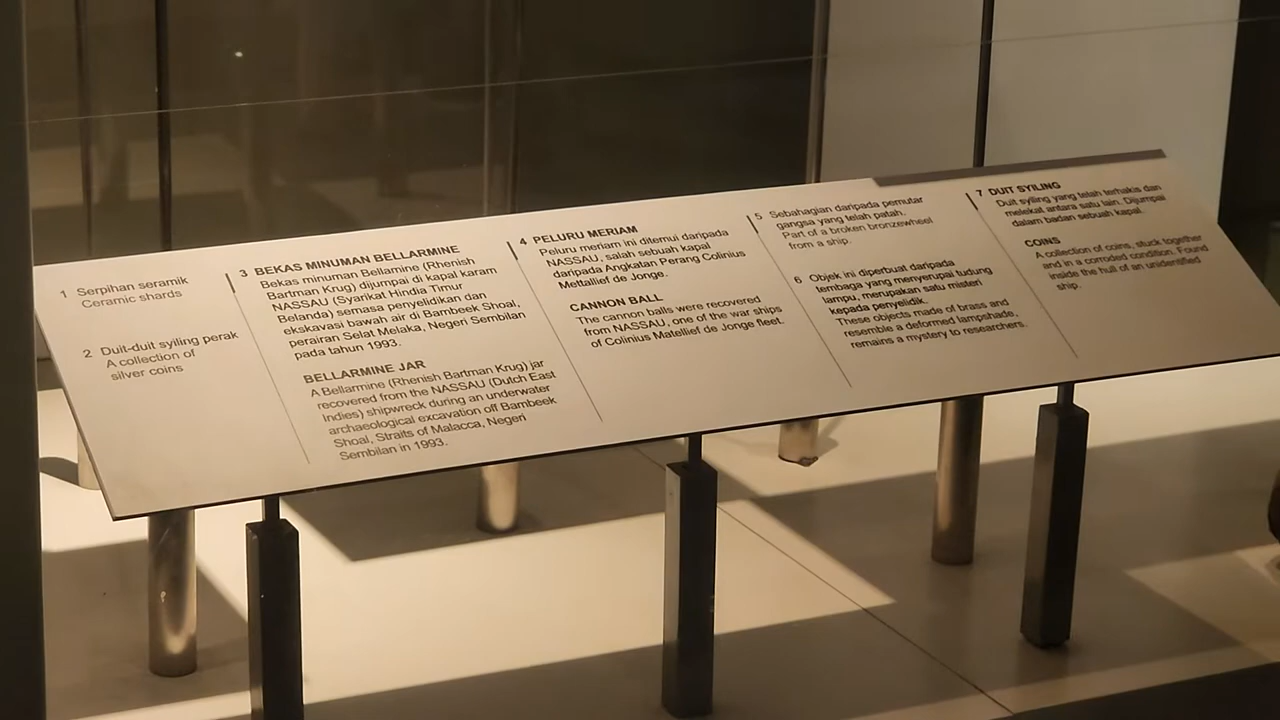 1 Serpihan seramik
Ceramic shards
2 Duit-duit syiling perak
A collection of
silver coins
3 BEKAS MINUMAN BELLARMINE
Bekas minuman Bellamine (Rhenish
Bartman Krug) dijumpai di kapal karam
NASSAU (Syarikat Hindia Timur
Belanda) semasa penyelidikan dan
ekskavasi bawah air di Bambeek Shoal,
perairan Selat Melaka, Negeri Sembilan
pada tahun 1993.
BELLARMINE JAR
A Bellarmine (Rhenish Bartman Krug) jar
recovered from the NASSAU (Dutch East
Indies) shipwreck during an underwater
archaeological excavation off Bambeek
Shoal, Straits of Malacca, Negeri
Sembilan in 1993.
4 PELURU MERIAM
Peluru meriam ini ditemui daripada
NASSAU, salah sebuah kapal
daripada Angkatan Perang Colinius
Mettallief de Jonge.
CANNON BALL
The cannon balls were recovered
from NASSAU, one of the war ships
of Colinius Matellief de Jonge fleet.
5 Sebahagian daripada pemutar
gangsa yang telah patah.
Part of a broken bronzewheel
from a ship.
6 Objek ini diperbuat daripada
tembaga yang menyerupai tudung
lampu, merupakan satu misteri
kepada penyelidik.
These objects made of brass and
resemble a deformed lampshade,
remains a mystery to researchers.
7 DUIT SYILING
Duit syiling yang telah terhakis dan
melekat antara satu lain. Dijumpai
dalam badan sebuah kapal.
COINS
A collection of coins, stuck together
and in a corroded condition. Found
inside the hull of an unidentified
ship.